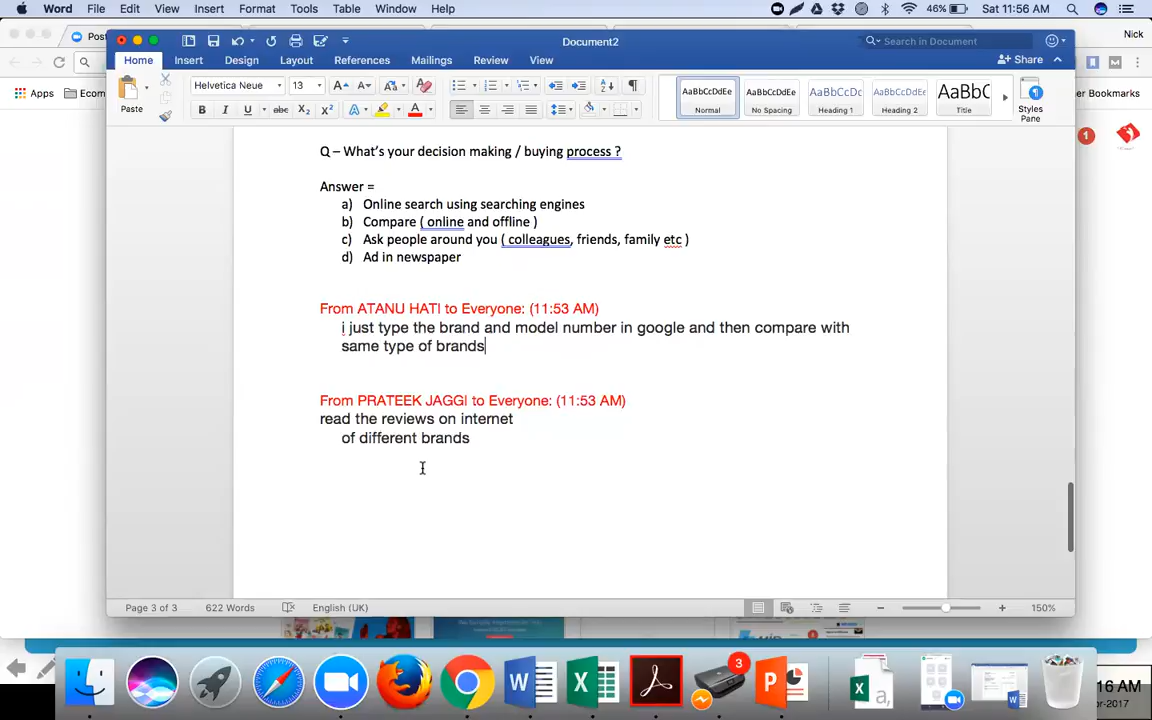 Word File Edit View Insert Format Tools Table Window Help 46% Sat 11:56 AM
Post Nick
Document2 Search in Document
Home Insert Design Layout References Mailings Review View Share
Apps Ecom er Bookmarks
Paste Helvetica Neue 13 AaBbCcDdEe AaBbCcDdEe AaBbCcDc AaBbCcDdEe AaBbC
Normal No Spacing Heading 1 Heading 2 Title Styles Pane
1
Q – What's your decision making / buying process ?
Answer =
a) Online search using searching engines
b) Compare ( online and offline )
c) Ask people around you ( colleagues, friends, family etc )
d) Ad in newspaper
From ATANU HATI to Everyone: (11:53 AM)
i just type the brand and model number in google and then compare with
same type of brands
From PRATEEK JAGGI to Everyone: (11:53 AM)
read the reviews on internet
of different brands
Page 3 of 3 622 Words English (UK) 150%
3
16 AM
r-2017